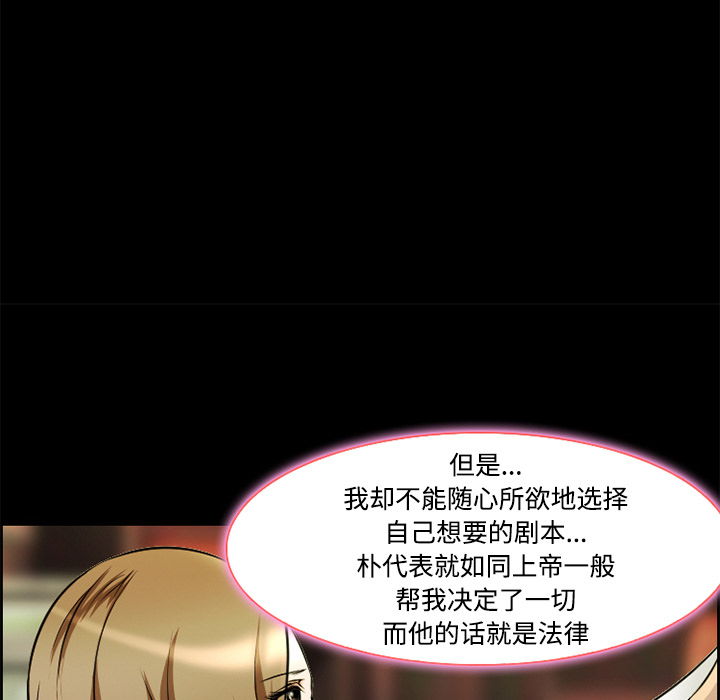 但是...
我却不能随心所欲地选择
自己想要的剧本...
朴代表就如同上帝一般
帮我决定了一切
而他的话就是法律